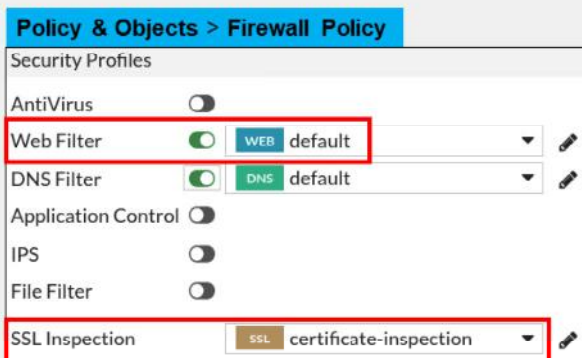 Policy & Objects > Firewall Policy
Security Profiles
AntiVirus
Web Filter WEB default
DNS Filter DNS default
Application Control
IPS
File Filter
SSL Inspection SSL certificate-inspection